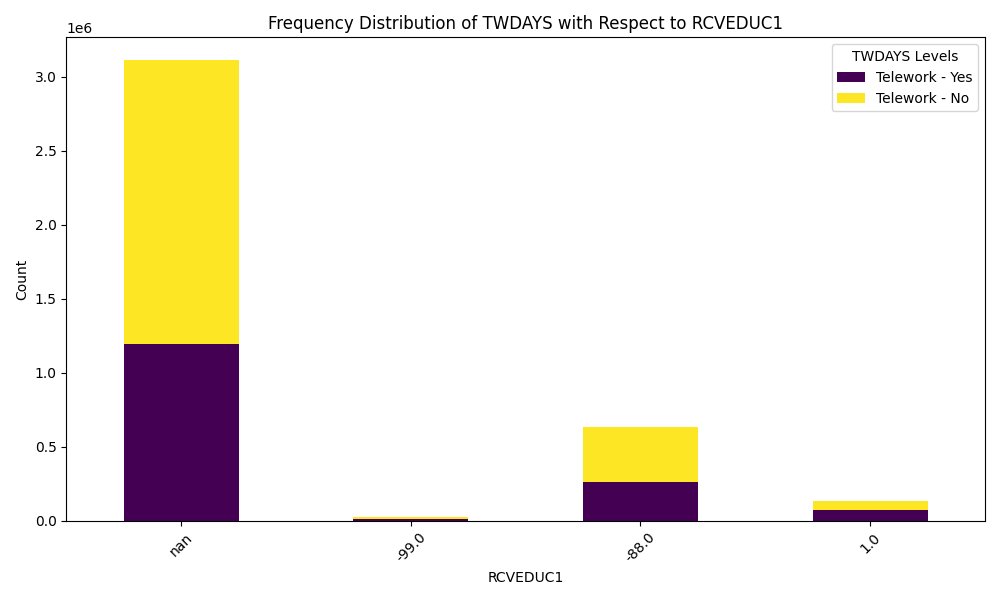 Frequency Distribution of TWDAYS with Respect to RCVEDUC1
1e6
TWDAYS Levels
Telework - Yes
Telework - No
3.0
2.5
2.0
1.5
1.0
0.5
0.0
Count
nan
-99.0
-88.0
1.0
RCVEDUC1